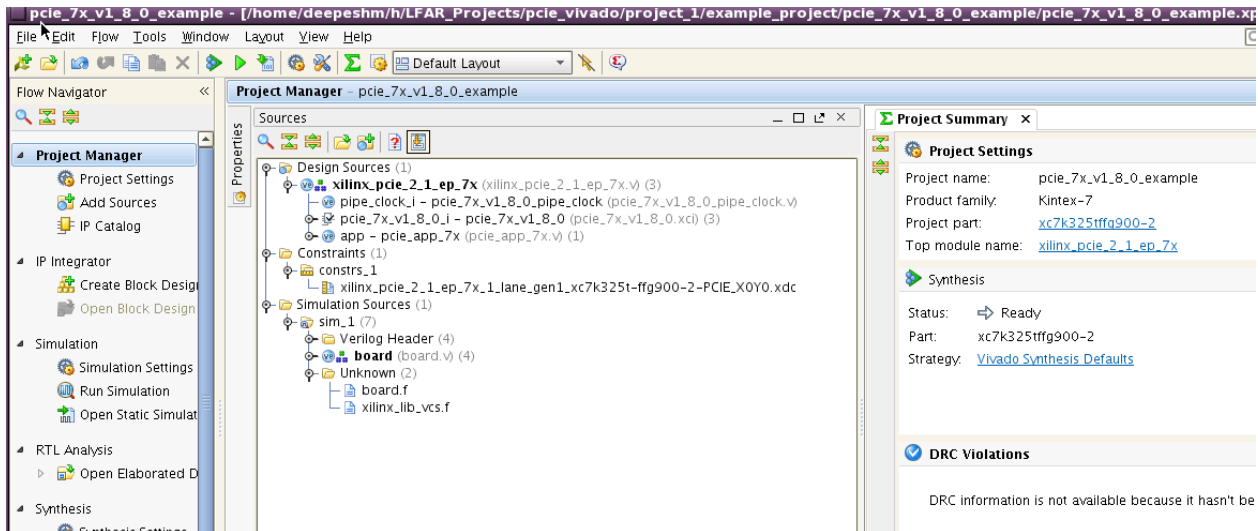 pcie_7x_v1_8_0_example - [/home/deepeshm/h/LFAR_Projects/pcie_vivado/project_1/example_project/pcie_7x_v1_8_0_example/pcie_7x_v1_8_0_example.xp
File Edit Flow Tools Window Layout View Help
Default Layout
Flow Navigator
Project Manager
Project Settings
Add Sources
IP Catalog
IP Integrator
Create Block Desig
Open Block Design
Simulation
Simulation Settings
Run Simulation
Open Static Simulat
RTL Analysis
Open Elaborated D
Synthesis
Synthesis Settings
Project Manager - pcie_7x_v1_8_0_example
Properties
Sources
Design Sources (1)
xilinx_pcie_2_1_ep_7x (xilinx_pcie_2_1_ep_7x.v) (3)
pipe_clock_i - pcie_7x_v1_8_0_pipe_clock (pcie_7x_v1_8_0_pipe_clock.v)
pcie_7x_v1_8_0_i - pcie_7x_v1_8_0 (pcie_7x_v1_8_0.xci) (3)
app - pcie_app_7x (pcie_app_7x.v) (1)
Constraints (1)
constrs_1
xilinx_pcie_2_1_ep_7x_1_lane_gen1_xc7k325t-ffg900-2-PCIE_X0Y0.xdc
Simulation Sources (1)
sim_1 (7)
Verilog Header (4)
board (board.v) (4)
Unknown (2)
board.f
xilinx_lib_vcs.f
Project Summary
Project Settings
Project name: pcie_7x_v1_8_0_example
Product family: Kintex-7
Project part: xc7k325tffg900-2
Top module name: xilinx_pcie_2_1_ep_7x
Synthesis
Status: Ready
Part: xc7k325tffg900-2
Strategy: Vivado Synthesis Defaults
DRC Violations
DRC information is not available because it hasn't be